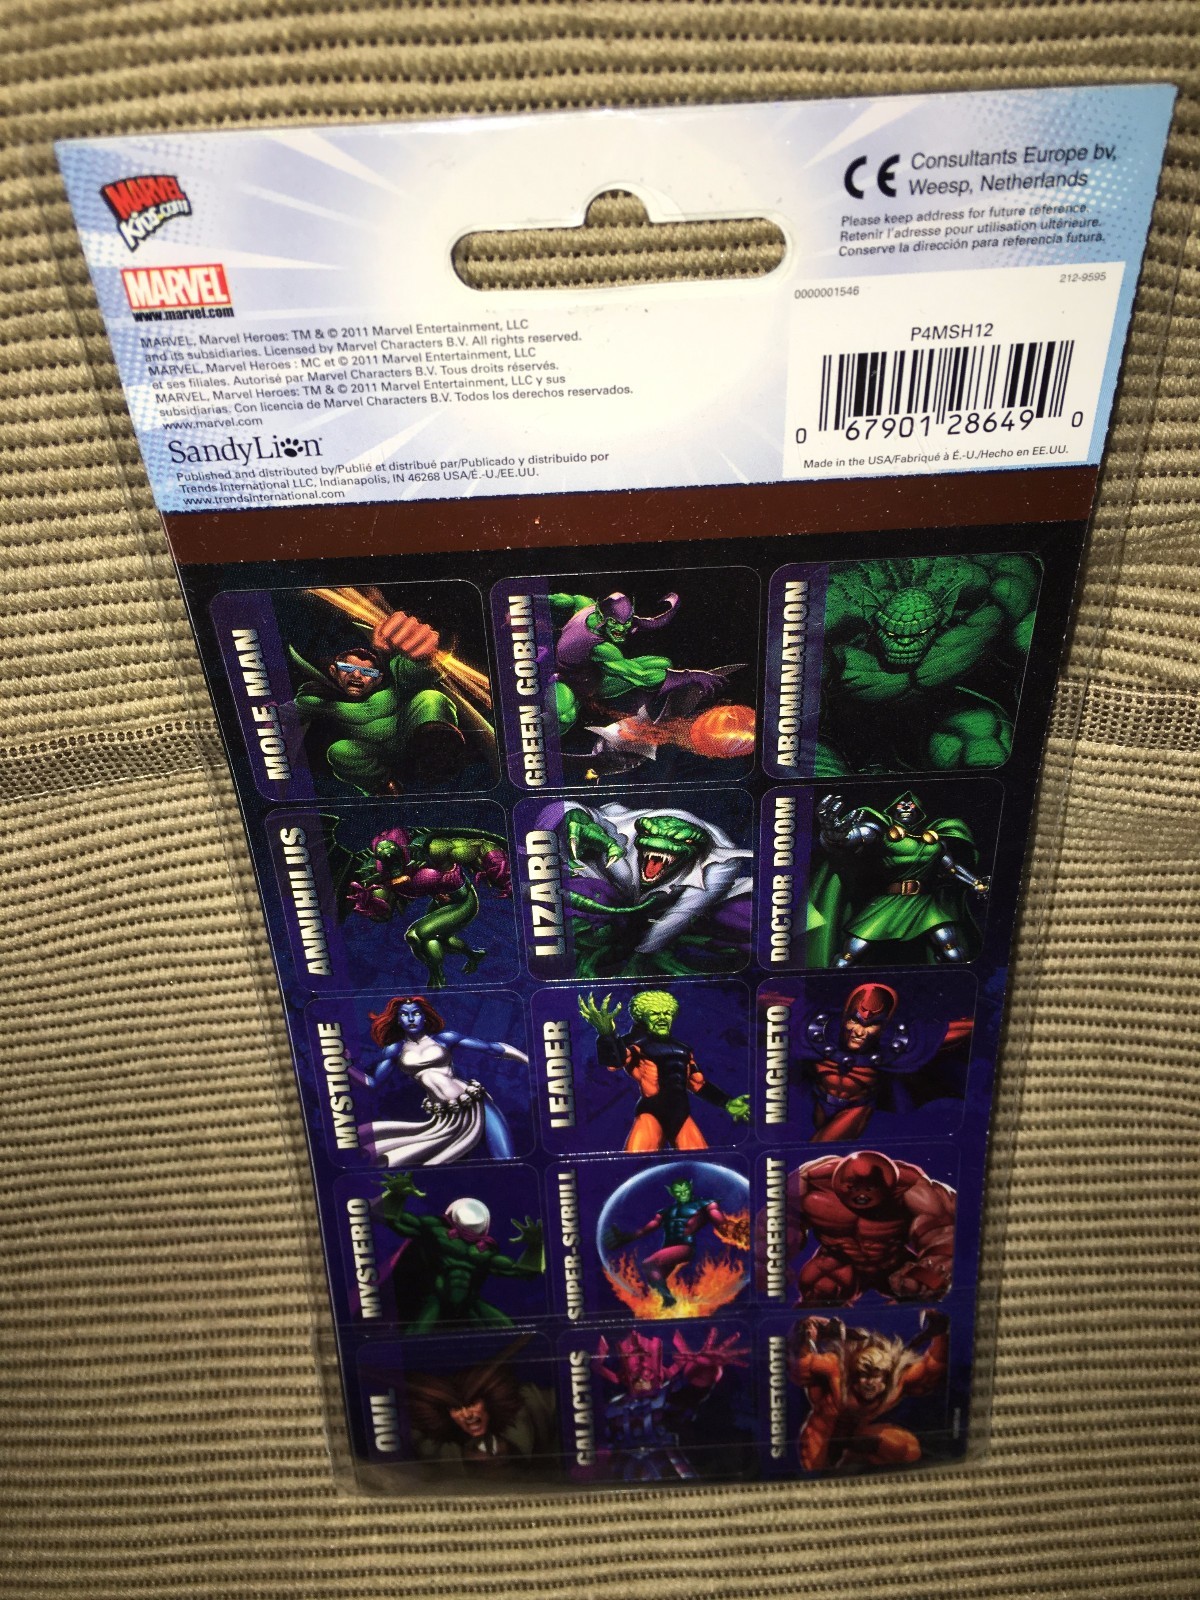 MARVEL
Kids.com
MARVEL
www.marvel.com
MARVEL, Marvel Heroes: TM & © 2011 Marvel Entertainment, LLC
and its subsidiaries. Licensed by Marvel Characters B.V. All rights reserved.
MARVEL, Marvel Heroes : MC et © 2011 Marvel Entertainment, LLC
et ses filiales. Autorisé par Marvel Characters B.V. Tous droits réservés.
MARVEL, Marvel Heroes: TM & © 2011 Marvel Entertainment, LLC y sus
subsidiarias. Con licencia de Marvel Characters B.V. Todos los derechos reservados.
www.marvel.com
SandyLion
Published and distributed by/Publié et distribué par/Publicado y distribuido por
Trends International LLC, Indianapolis, IN 46268 USA/É.-U./EE.UU.
www.trendsinternational.com
CE Consultants Europe bv,
Weesp, Netherlands
Please keep address for future reference.
Retenir l'adresse pour utilisation ultérieure.
Conserve la dirección para referencia futura.
212-9595
0000001546
P4MSH12
0 67901 28649 0
Made in the USA/Fabriqué à É.-U./Hecho en EE.UU.
MOLE MAN
GREEN GOBLIN
ABOMINATION
ANNIHILUS
LIZARD
DOCTOR DOOM
MYSTIQUE
LEADER
MAGNETO
MYSTERIO
SUPER-SKRULL
JUGGERNAUT
OWL
GALACTUS
SABRETOOTH